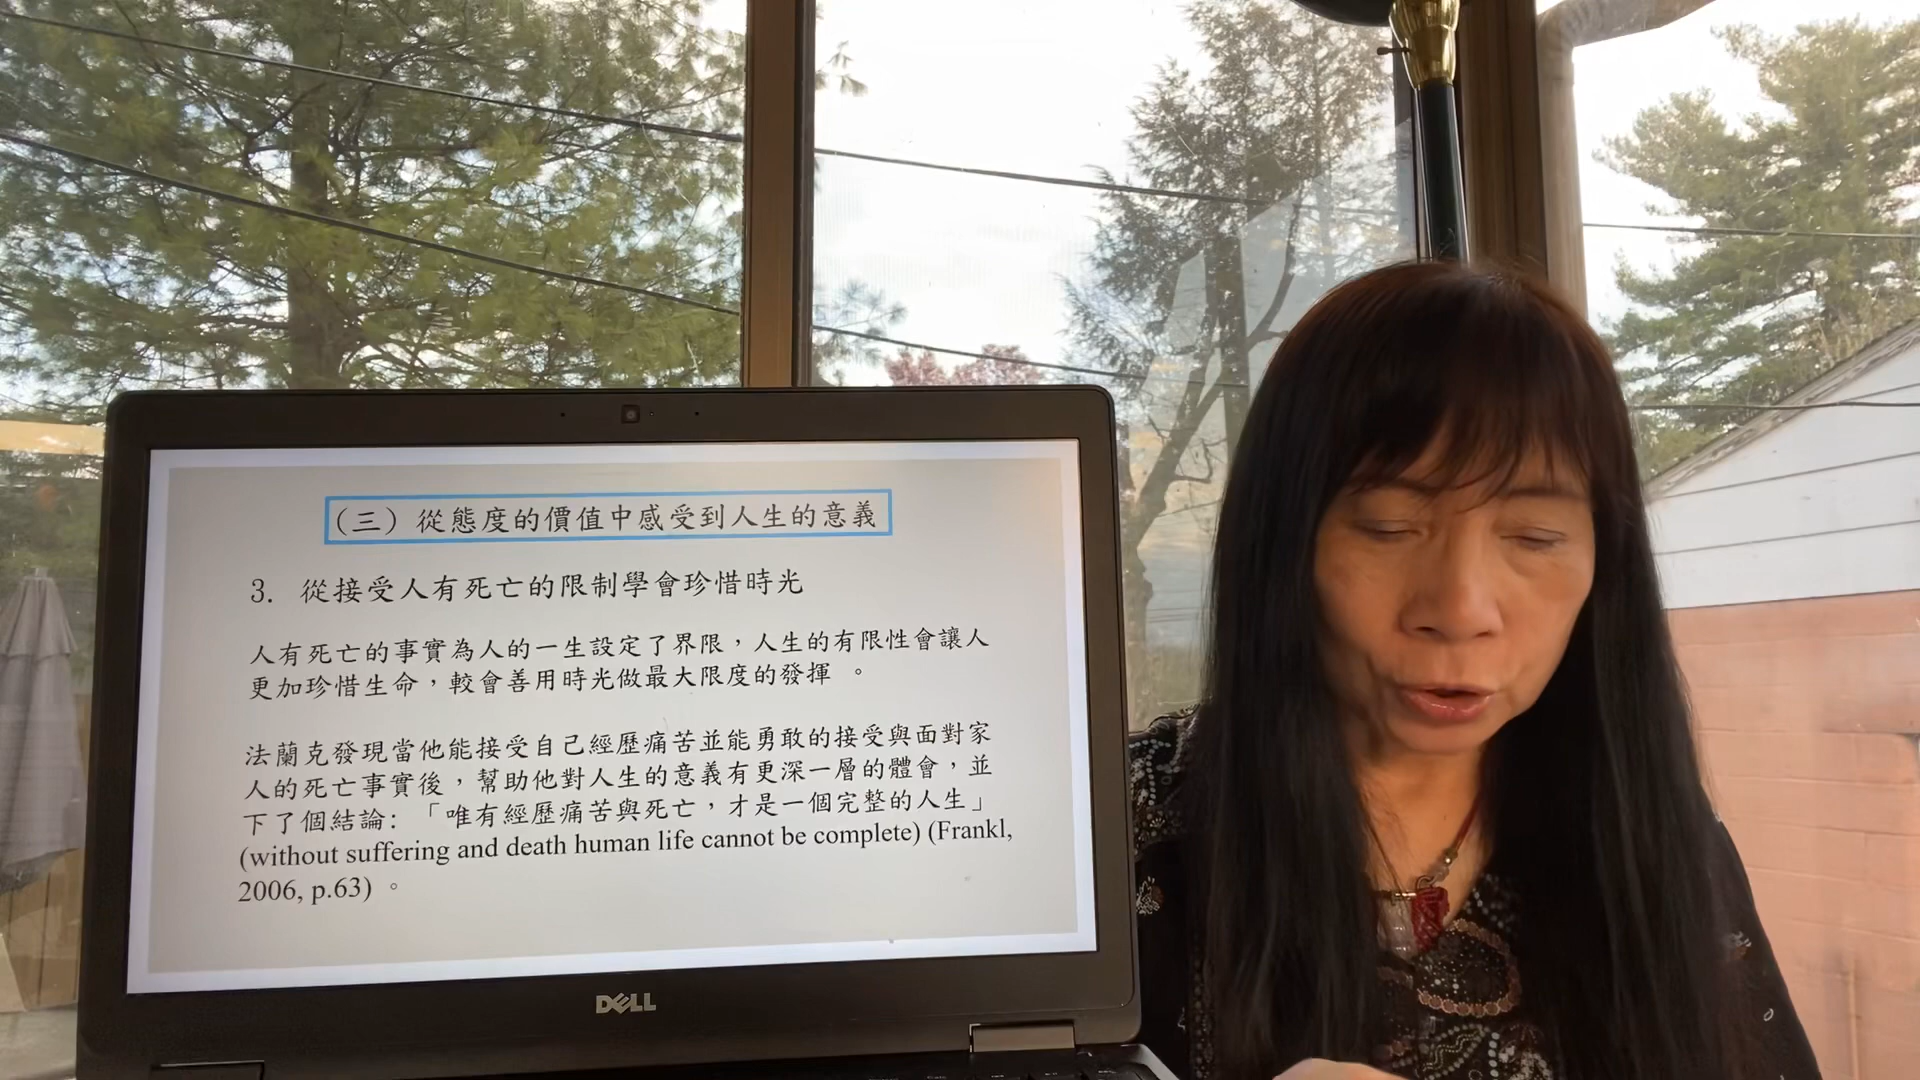 （三）從態度的價值中感受到人生的意義
3. 從接受人有死亡的限制學會珍惜時光
人有死亡的事實為人的一生設定了界限，人生的有限性會讓人
更加珍惜生命，較會善用時光做最大限度的發揮 。
法蘭克發現當他能接受自己經歷痛苦並能勇敢的接受與面對家
人的死亡事實後，幫助他對人生的意義有更深一層的體會，並
下了個結論: 「唯有經歷痛苦與死亡，才是一個完整的人生」
(without suffering and death human life cannot be complete) (Frankl,
2006, p.63) 。
DELL